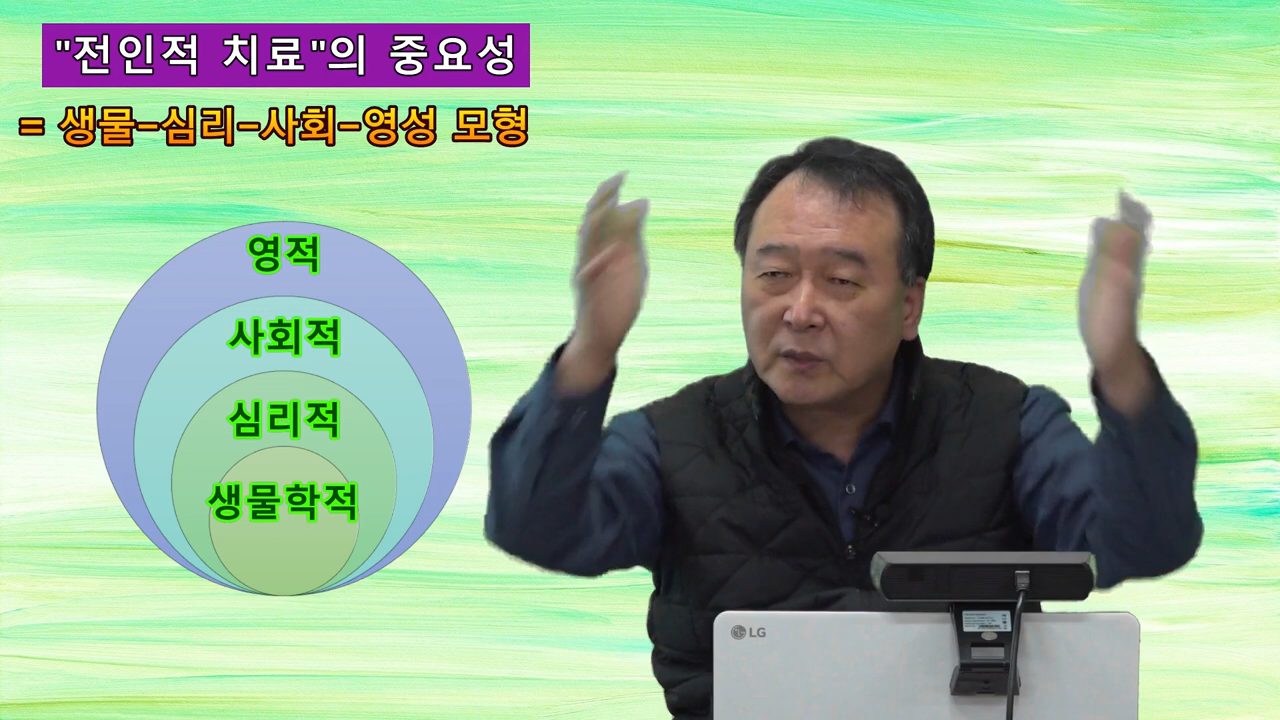 "전인적 치료"의 중요성
= 생물-심리-사회-영성 모형
영적
사회적
심리적
생물학적
LG